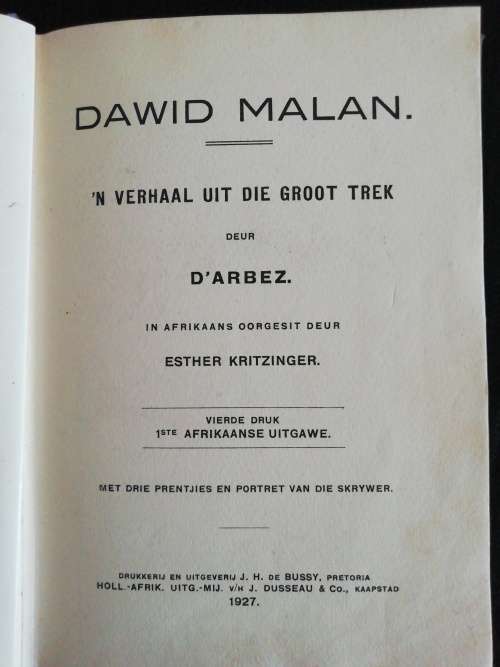 DAWID MALAN.
'N VERHAAL UIT DIE GROOT TREK
DEUR
D'ARBEZ.
IN AFRIKAANS OORGESIT DEUR
ESTHER KRITZINGER.
VIERDE DRUK
1STE AFRIKAANSE UITGAWE.
MET DRIE PRENTJIES EN PORTRET VAN DIE SKRYWER.
DRUKKERIJ EN UITGEVERIJ J. H. DE BUSSY, PRETORIA
HOLL.-AFRIK. UITG.-MIJ. V/H J. DUSSEAU & Co., KAAPSTAD
1927.